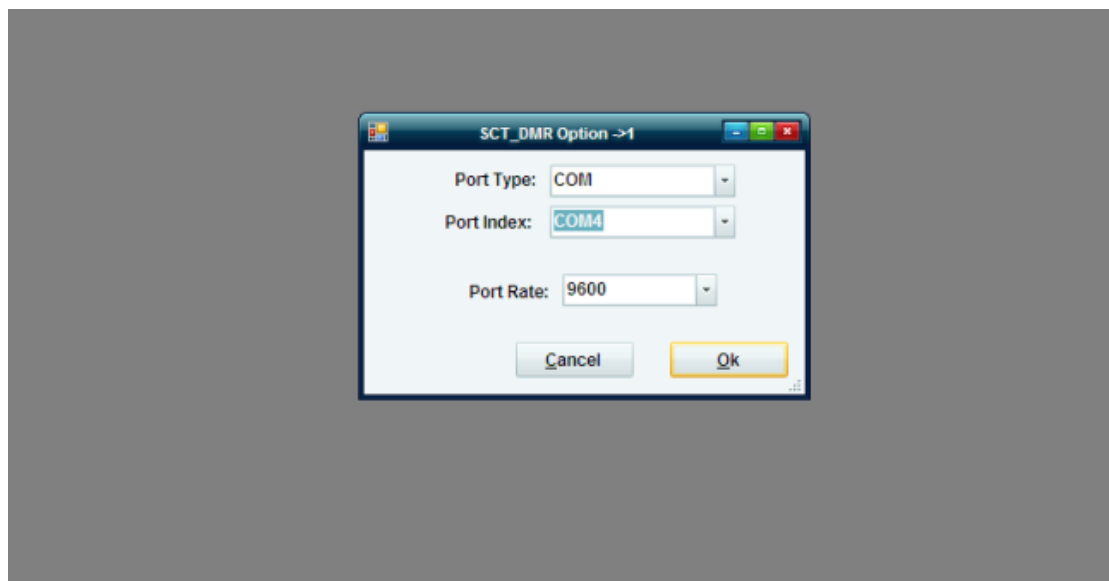 SCT_DMR Option ->1
Port Type: COM
Port Index: COM4
Port Rate: 9600
Cancel Ok